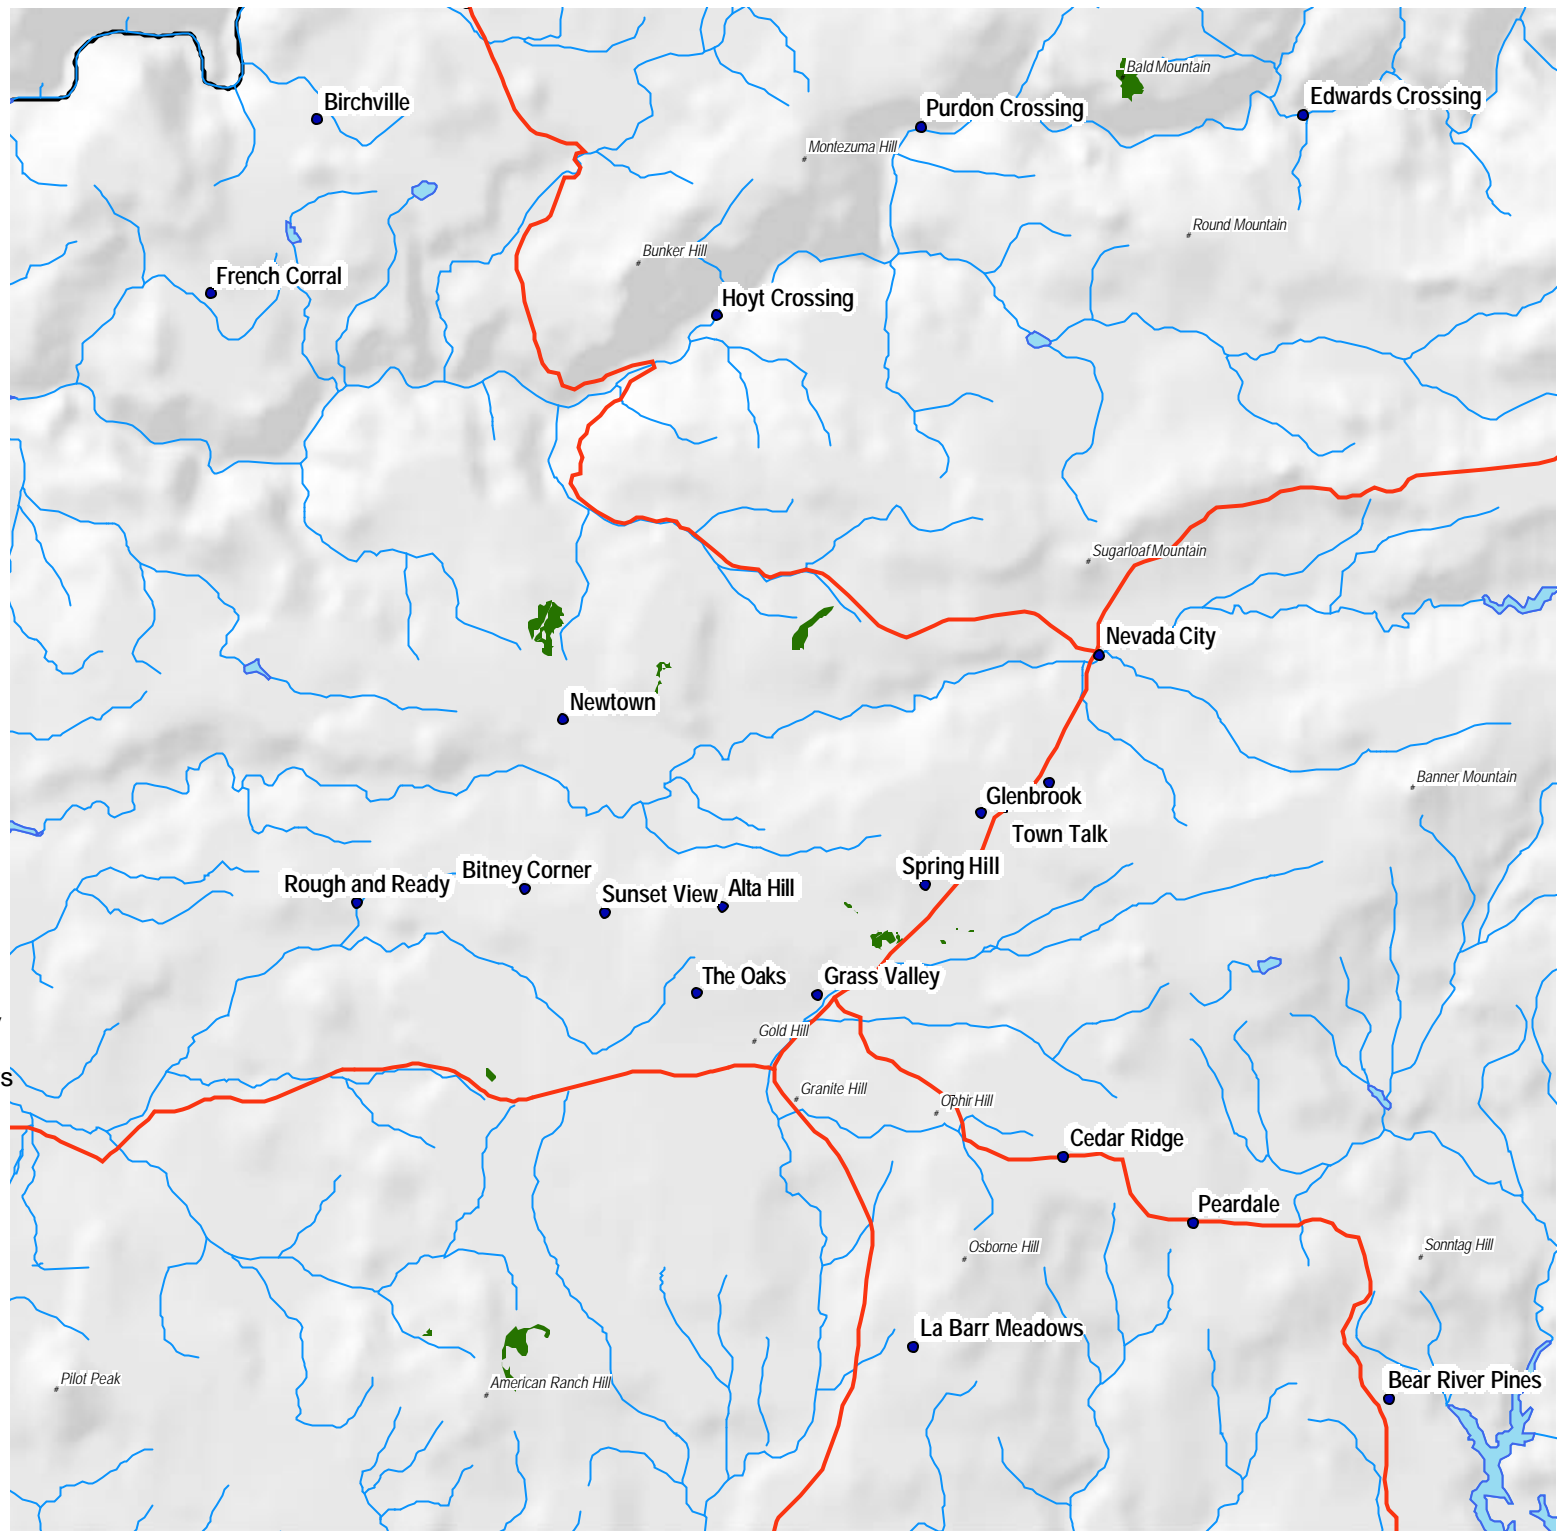 Bald Mountain
Edwards Crossing
Birchville
Purdon Crossing
Montezuma Hill
Round Mountain
Bunker Hill
French Corral
Hoyt Crossing
Sugarloaf Mountain
Nevada City
Newtown
Banner Mountain
Glenbrook
Town Talk
Spring Hill
Bitney Corner
Rough and Ready
Sunset View
Alta Hill
The Oaks
Grass Valley
Gold Hill
s
Granite Hill
Ophir Hill
Cedar Ridge
Peardale
Osborne Hill
Sonntag Hill
La Barr Meadows
Pilot Peak
American Ranch Hill
Bear River Pines